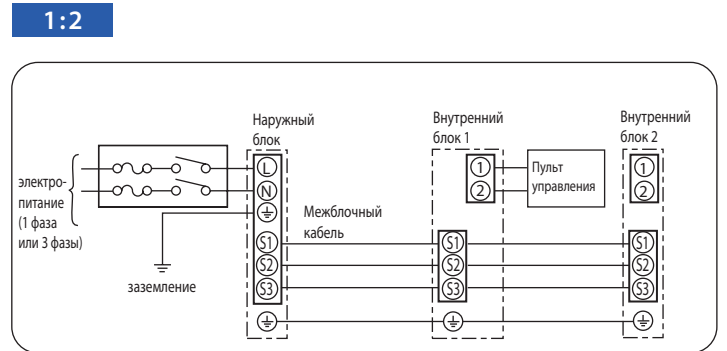 1:2
Наружный
блок
Внутренний
блок 1
Внутренний
блок 2
электро-
питание
(1 фаза
или 3 фазы)
L
N
S1
S2
S3
заземление
Межблочный
кабель
1
2
S1
S2
S3
Пульт
управления
1
2
S1
S2
S3